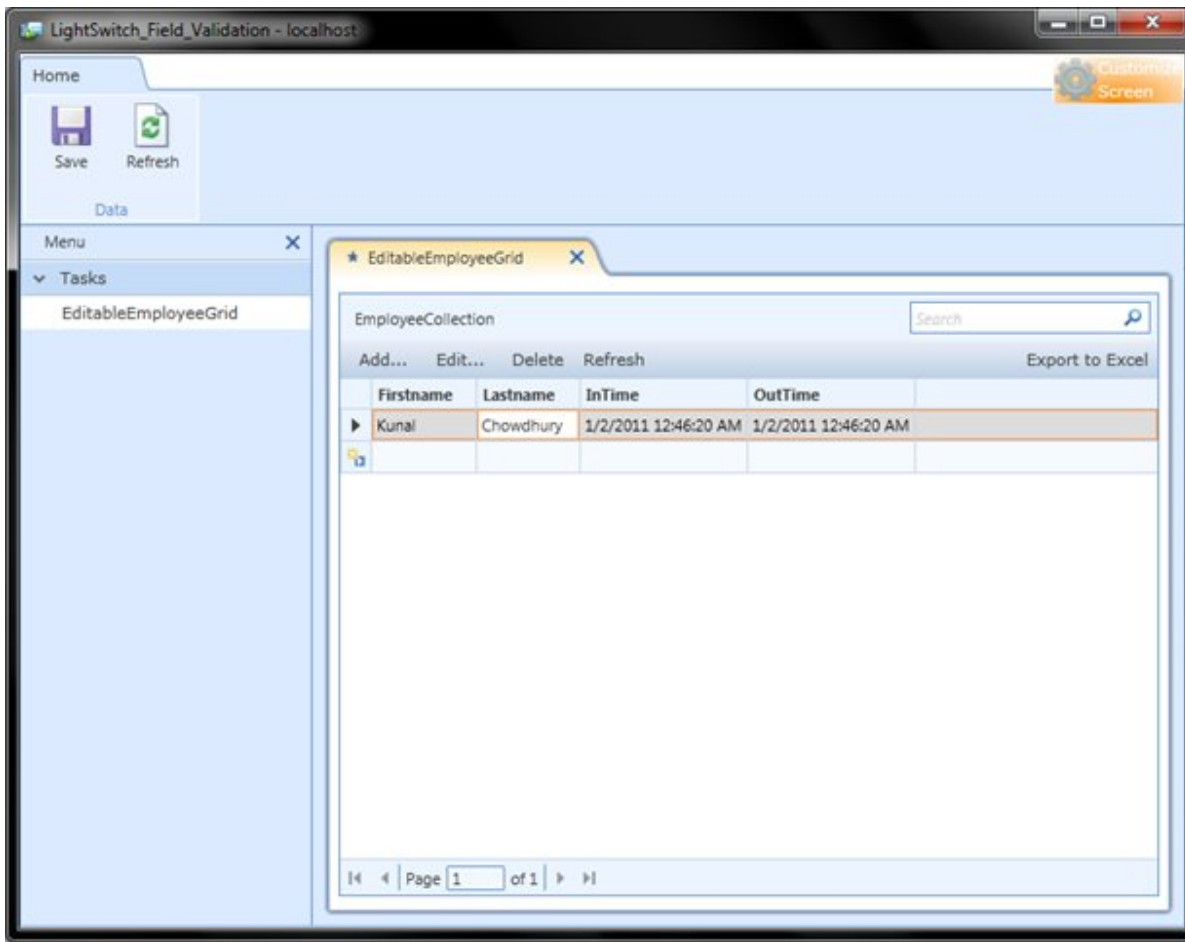 LightSwitch_Field_Validation - localhost
Home
Customize
Screen
Save Refresh
Data
Menu
Tasks
EditableEmployeeGrid
EditableEmployeeGrid
EmployeeCollection Search
Add... Edit... Delete Refresh Export to Excel
Firstname Lastname InTime OutTime
Kunal Chowdhury 1/2/2011 12:46:20 AM 1/2/2011 12:46:20 AM
Page 1 of 1